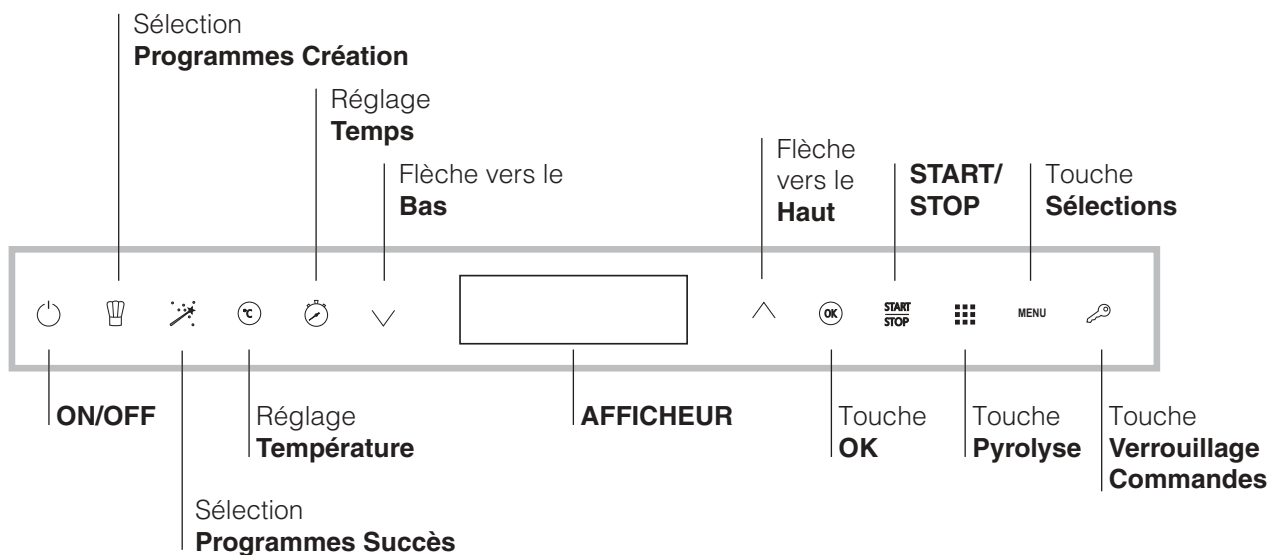 Sélection
Programmes Création
Réglage
Temps
Flèche vers le
Bas
Flèche
vers le
Haut
START/
STOP
Touche
Sélections
°C
OK
START
STOP
MENU
ON/OFF
Réglage
Température
AFFICHEUR
Touche
OK
Touche
Pyrolyse
Touche
Verrouillage
Commandes
Sélection
Programmes Succès